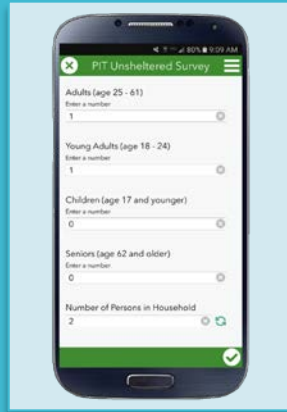 80% 9:09 AM
PIT Unsheltered Survey
Adults (age 25 - 61)
Enter a number
1
Young Adults (age 18 - 24)
Enter a number
1
Children (age 17 and younger)
Enter a number
0
Seniors (age 62 and older)
Enter a number
0
Number of Persons in Household
2